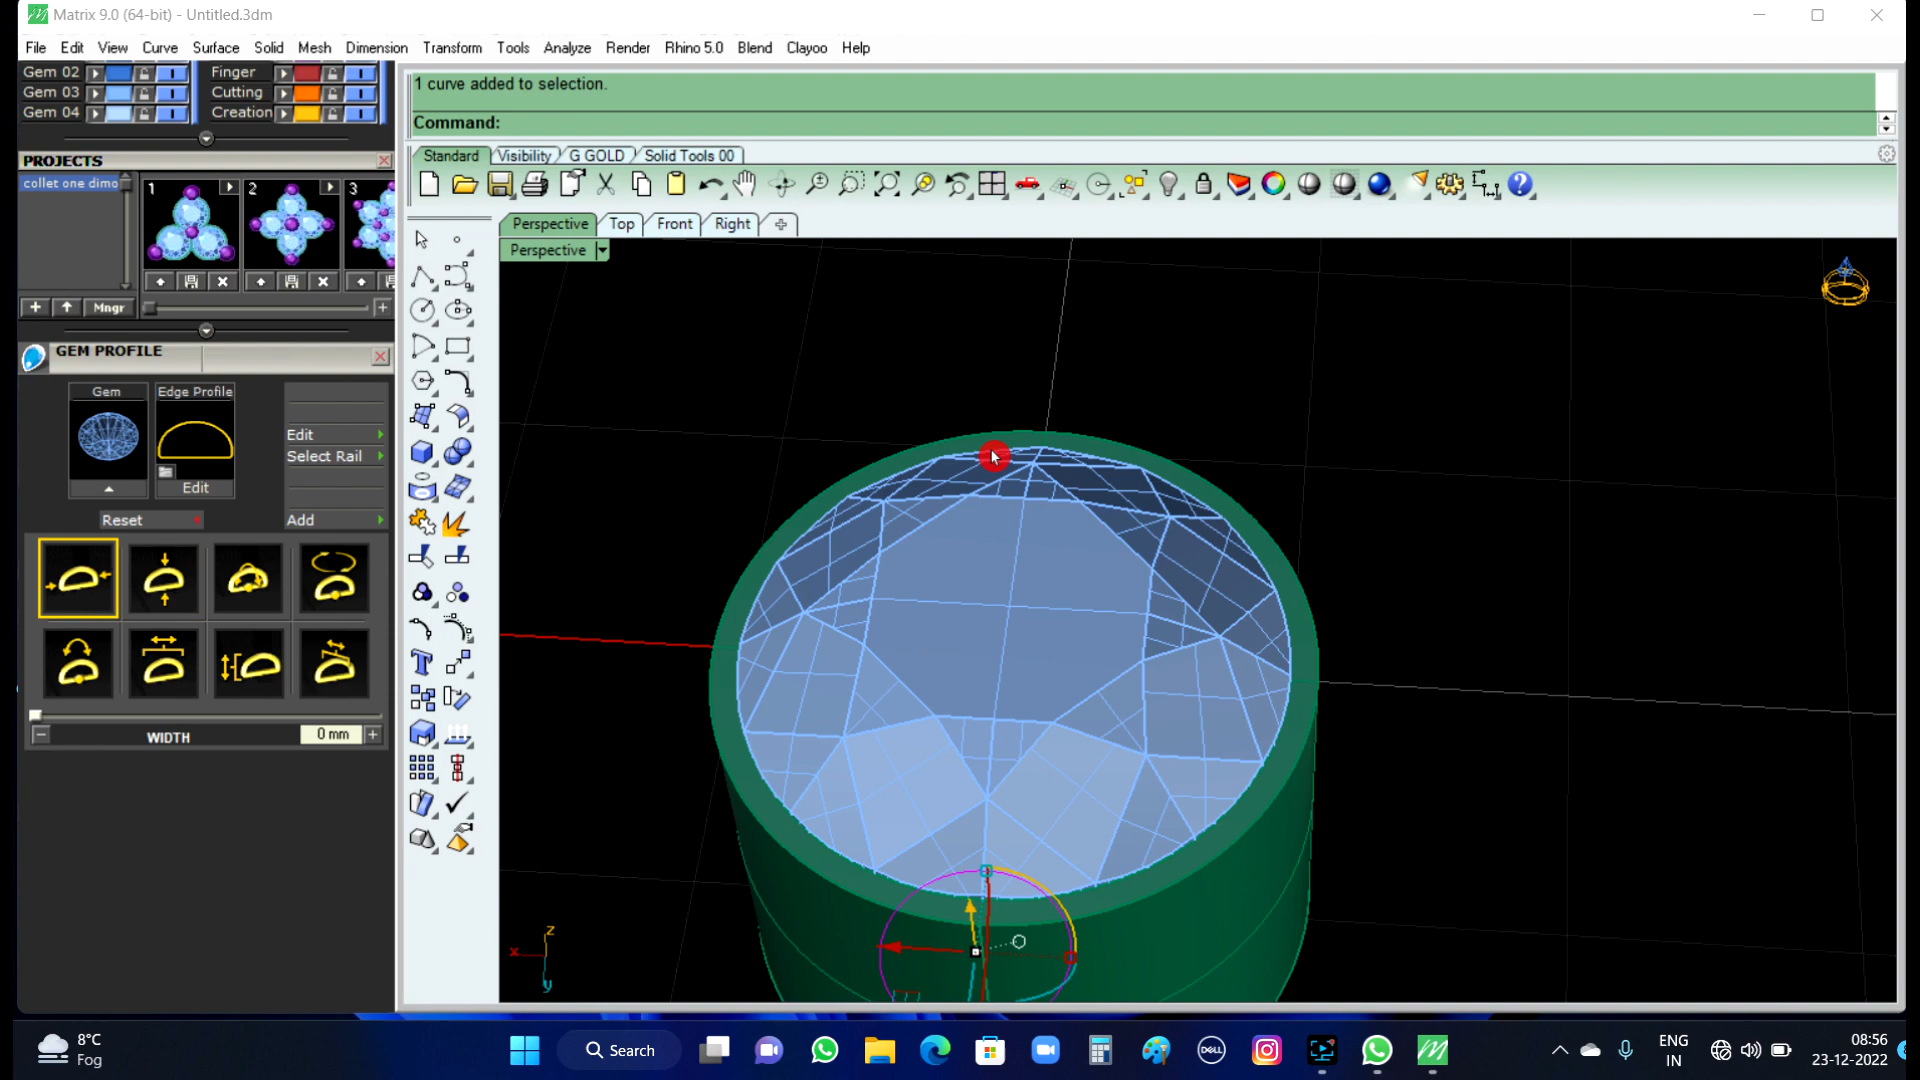 Matrix 9.0 (64-bit) - Untitled.3dm
File Edit View Curve Surface Solid Mesh Dimension Transform Tools Analyze Render Rhino 5.0 Blend Clayoo Help
Gem 02 Finger
Gem 03 Cutting
Gem 04 Creation
1 curve added to selection.
Command:
Standard Visibility G GOLD Solid Tools 00
PROJECTS
collet one dimo
1 2 3
Mngr
Perspective Top Front Right
Perspective
GEM PROFILE
Gem Edge Profile
Edit
Select Rail
Edit
Reset Add
WIDTH 0 mm
z
x
y
8°C
Fog
Search
DELL
ENG
IN
08:56
23-12-2022